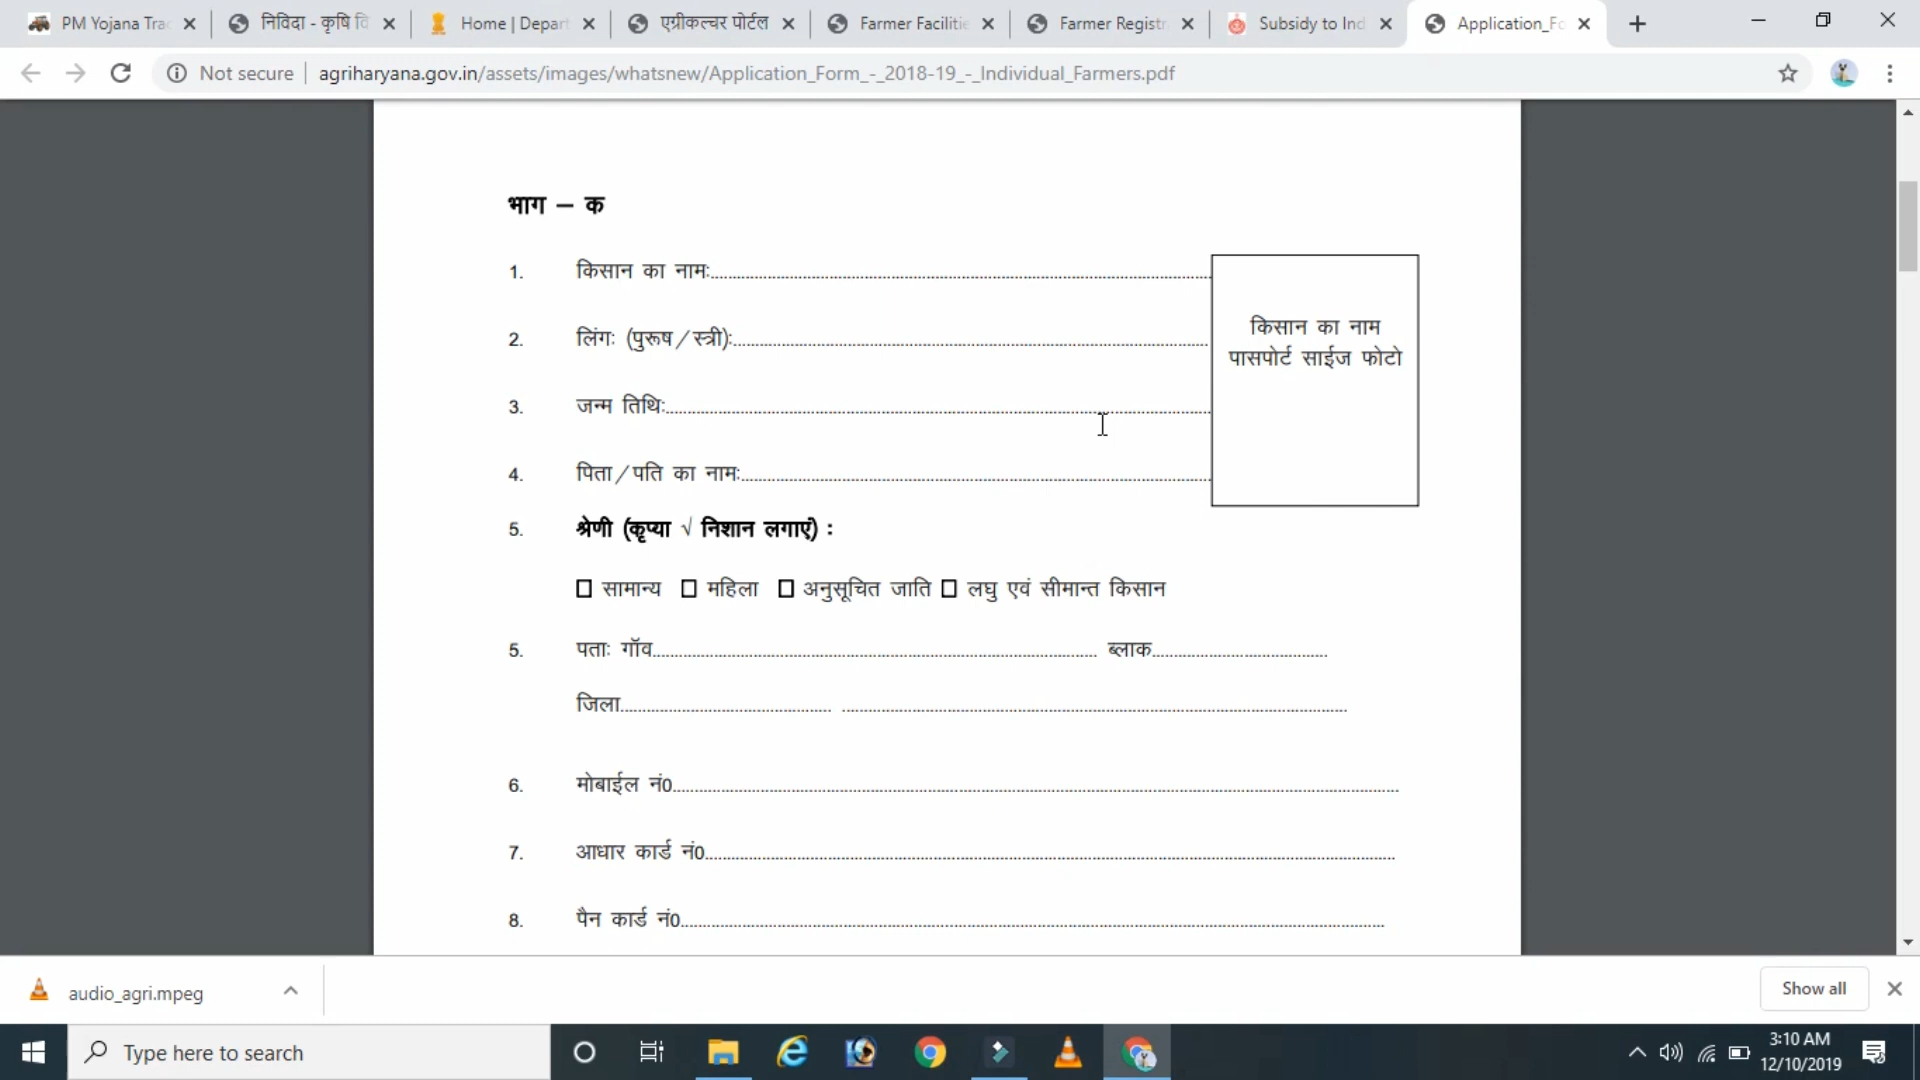 PM Yojana Tra
निविदा - कृषि वि
Home | Depart
एग्रीकल्चर पोर्टल
Farmer Faciliti
Farmer Registr
Subsidy to Ind
Application_Fo
Not secure
agriharyana.gov.in/assets/images/whatsnew/Application_Form_-_2018-19_-_Individual_Farmers.pdf
भाग – क
1. किसान का नामः
2. लिंगः (पुरूष/स्त्री):
3. जन्म तिथिः
4. पिता/पति का नामः
किसान का नाम
पासपोर्ट साईज फोटो
5. श्रेणी (कृप्या √ निशान लगाएं) :
सामान्य महिला अनुसूचित जाति लघु एवं सीमान्त किसान
5. पताः गॉव ब्लाक
जिला
6. मोबाईल नं0
7. आधार कार्ड नं0
8. पैन कार्ड नं0
audio_agri.mpeg
Show all
Type here to search
3:10 AM
12/10/2019